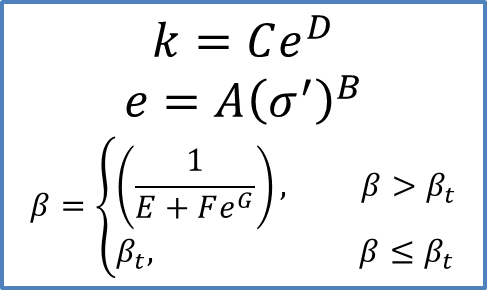 k = Ce^D
e = A(σ′)^B
β = { (1 / (E + Fe^G)), β > β_t
β_t, β ≤ β_t